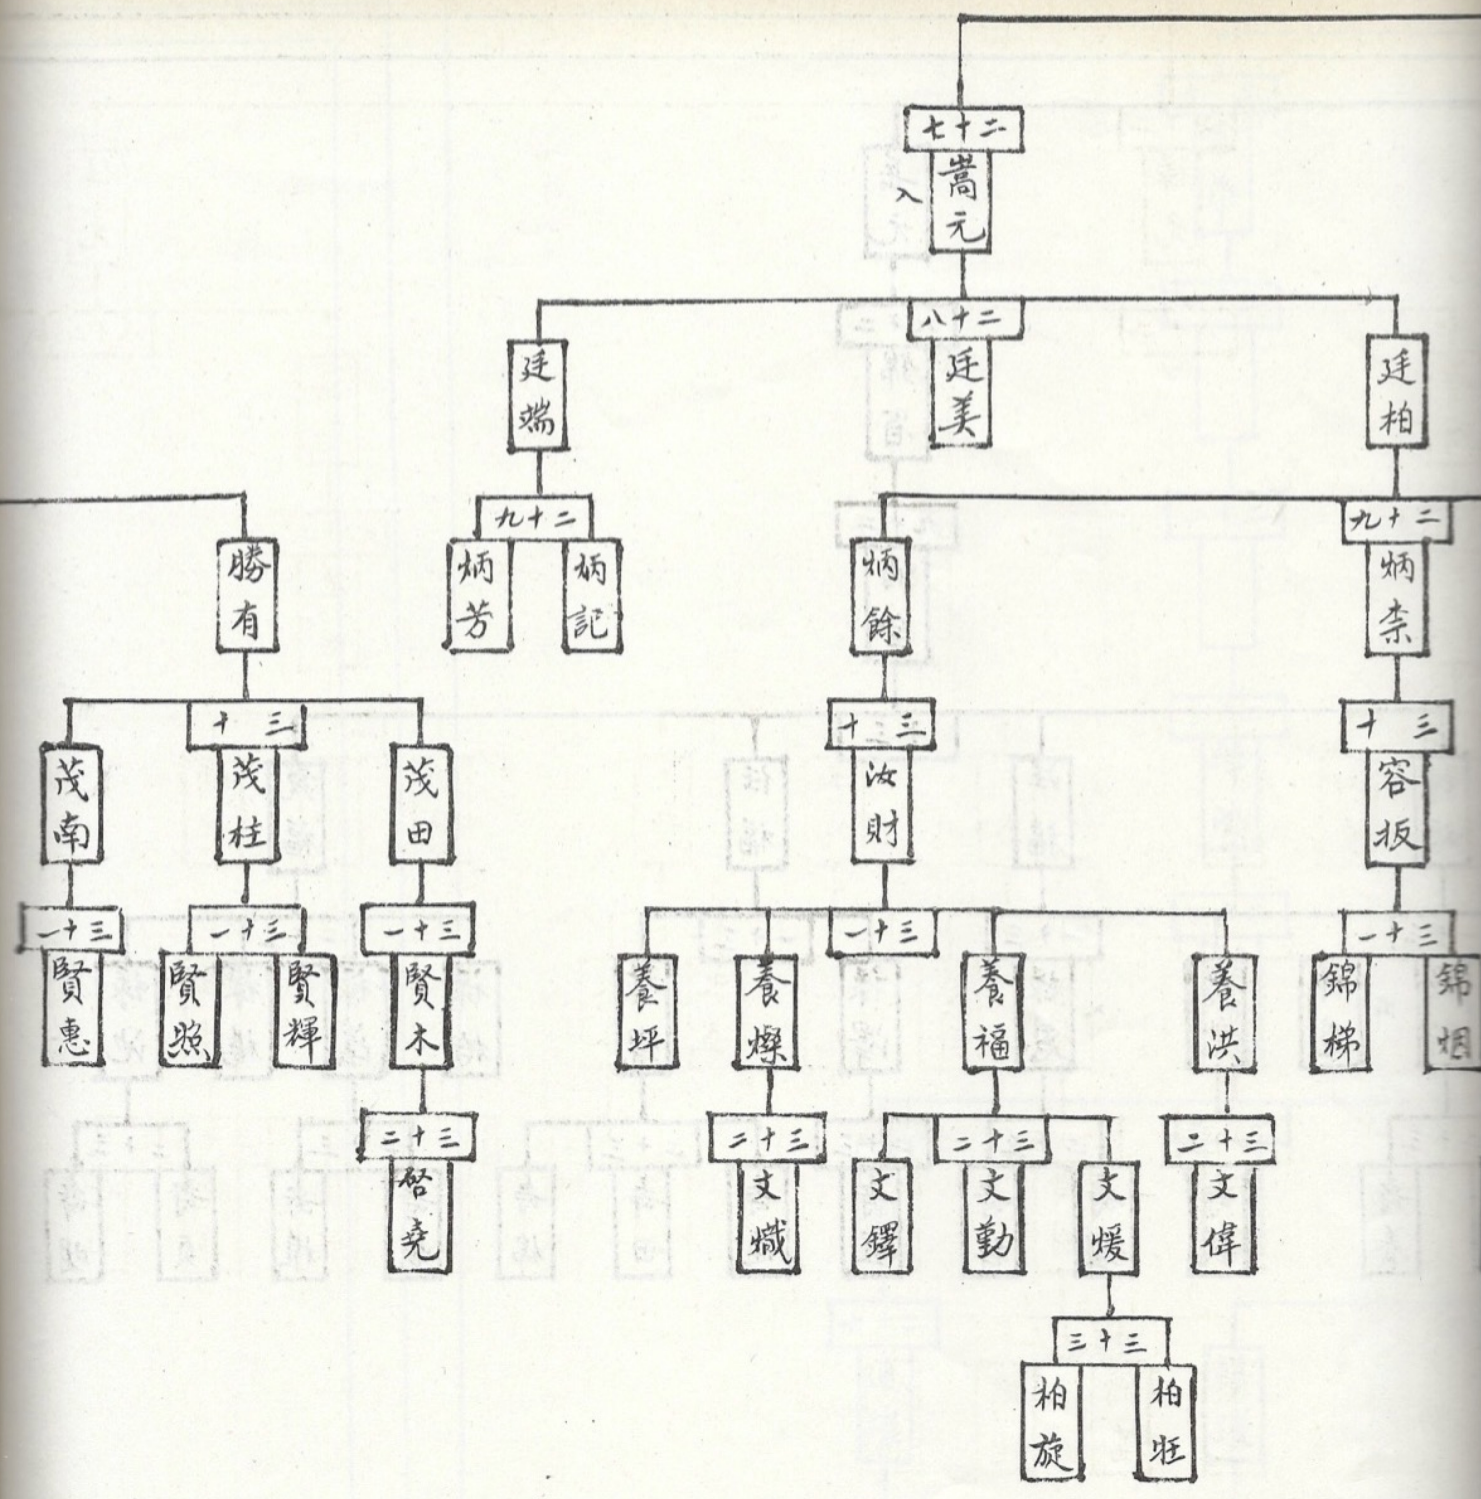 二十七
嵩元
入
二十八
廷柏
廷美
廷端
二十九
炳柰
炳餘
二十九
炳記
炳芳
勝有
三十
容板
三十
汝財
三十
茂田
茂桂
茂南
三十一
錦烟
錦梯
三十一
養洪
養福
養燦
養坪
三十一
賢木
三十一
賢輝
賢照
三十一
賢惠
三十二
文偉
三十二
文煖
文勤
文鐸
三十二
文熾
三十二
啓堯
三十三
柏旺
柏旋